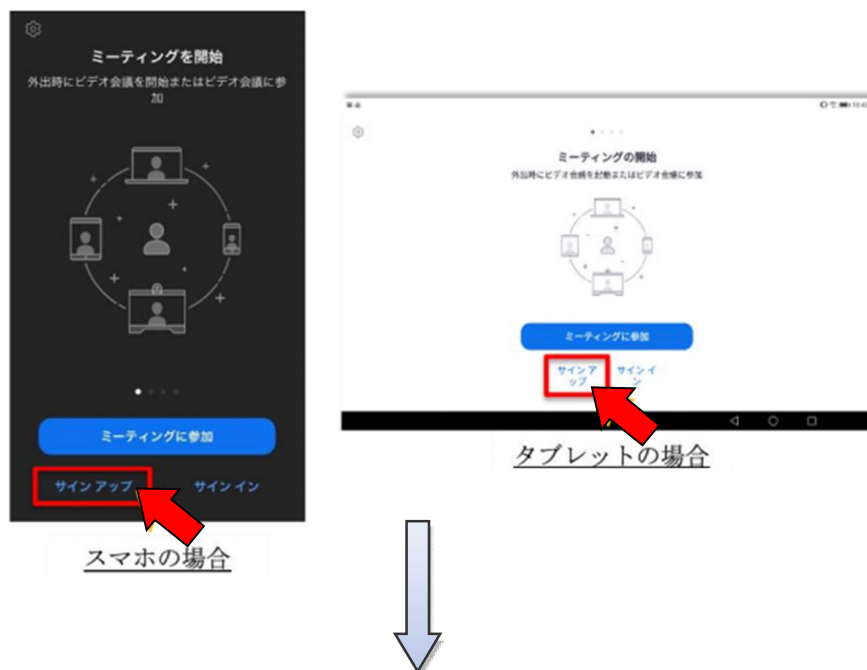 ミーティングを開始
外出時にビデオ会議を開始またはビデオ会議に参
加
ミーティングに参加
サイン アップ
サイン イン
スマホの場合
ミーティングの開始
外出時にビデオ会議を起動またはビデオ会議に参加
ミーティングに参加
サイン ア
ップ
サイン イ
ン
タブレットの場合